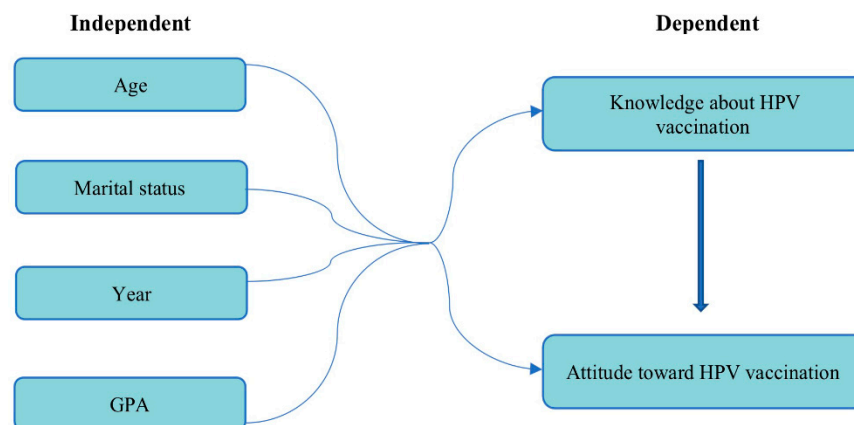 Independent
Dependent
Age
Knowledge about HPV
vaccination
Marital status
Year
Attitude toward HPV vaccination
GPA